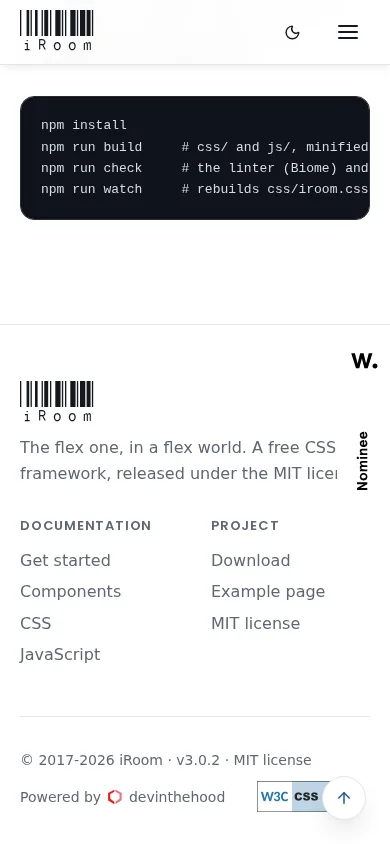 iRoom
npm install
npm run build # css/ and js/, minified
npm run check # the linter (Biome) and
npm run watch # rebuilds css/iroom.css
W.
iRoom
The flex one, in a flex world. A free CSS
framework, released under the MIT licen
Nominee
DOCUMENTATION PROJECT
Get started Download
Components Example page
CSS MIT license
JavaScript
© 2017-2026 iRoom · v3.0.2 · MIT license
Powered by devinthehood W3C css